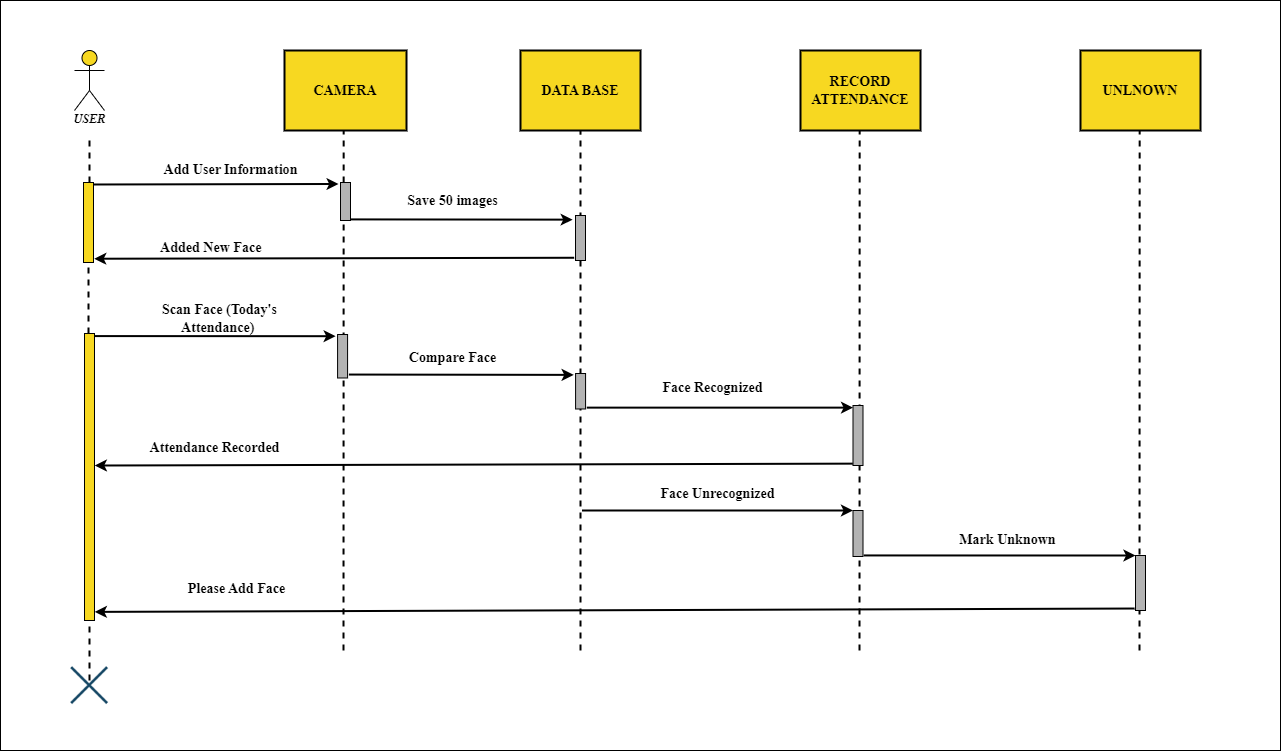 USER
CAMERA
DATA BASE
RECORD
ATTENDANCE
UNLNOWN
Add User Information
Save 50 images
Added New Face
Scan Face (Today's
Attendance)
Compare Face
Face Recognized
Attendance Recorded
Face Unrecognized
Mark Unknown
Please Add Face